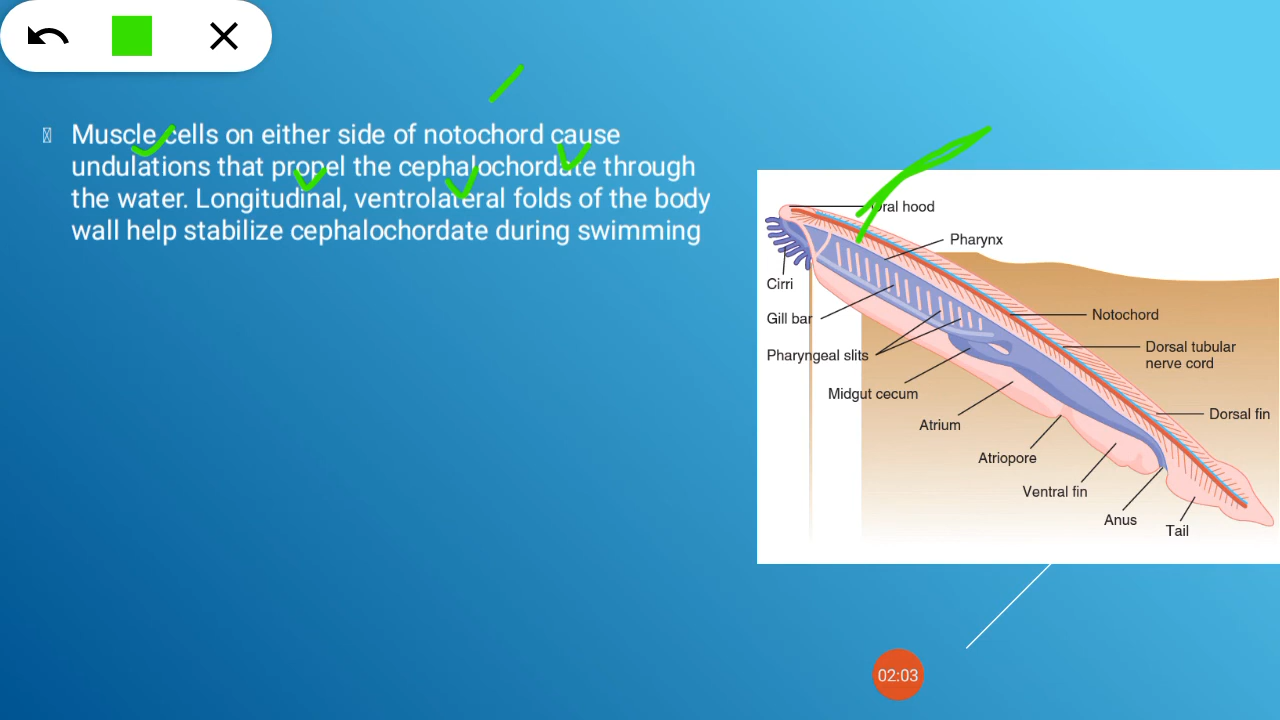 Muscle cells on either side of notochord cause
undulations that propel the cephalochordate through
the water. Longitudinal, ventrolateral folds of the body
wall help stabilize cephalochordate during swimming
Oral hood
Pharynx
Cirri
Gill bar
Notochord
Pharyngeal slits
Dorsal tubular
nerve cord
Midgut cecum
Dorsal fin
Atrium
Atriopore
Ventral fin
Anus
Tail
02:03